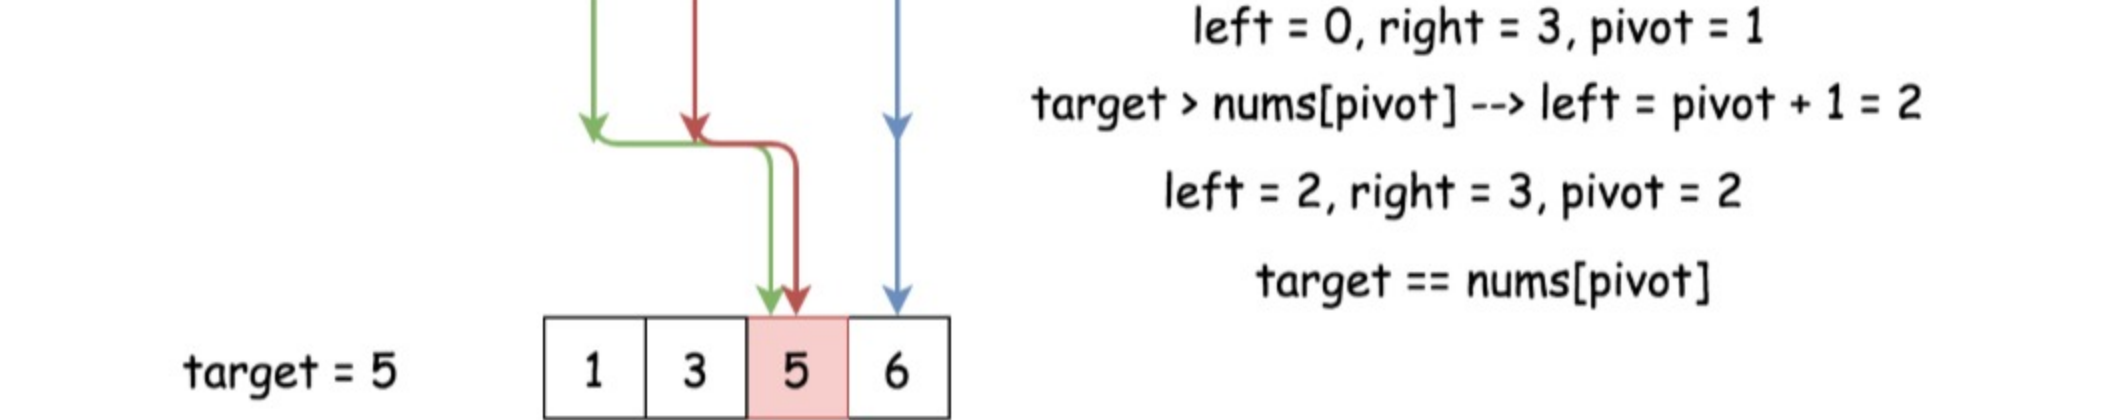 left = 0, right = 3, pivot = 1
target > nums[pivot] --> left = pivot + 1 = 2
left = 2, right = 3, pivot = 2
target == nums[pivot]
target = 5 1 3 5 6